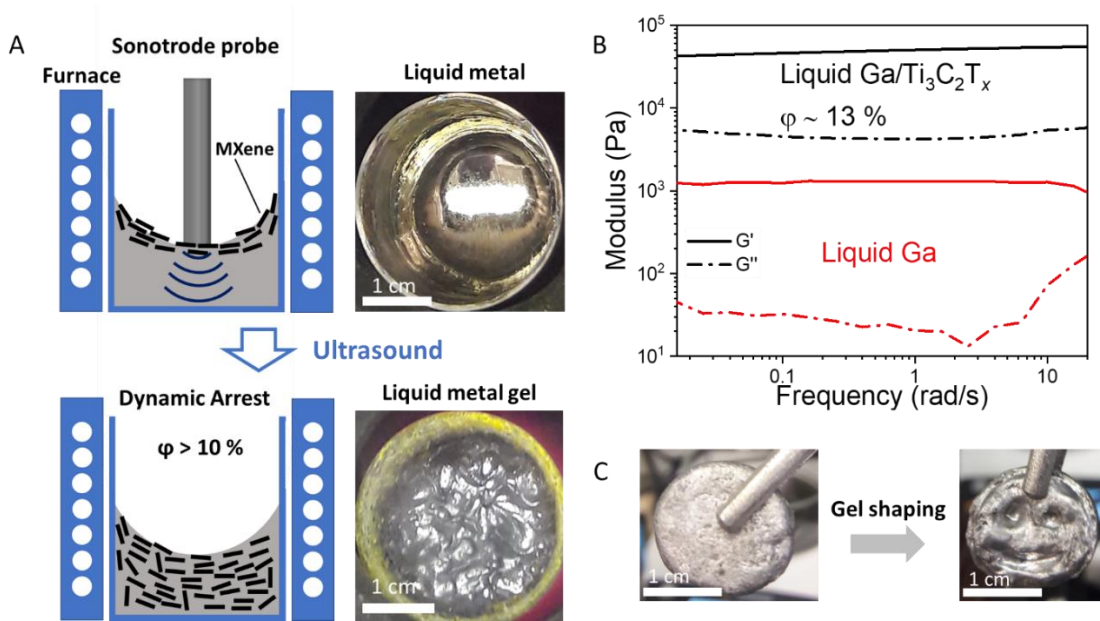 A
Sonotrode probe
Furnace
MXene
Liquid metal
1 cm
Ultrasound
Dynamic Arrest
φ > 10 %
Liquid metal gel
1 cm
B
10⁵
10⁴
10³
10²
10¹
Modulus (Pa)
Liquid Ga/Ti₃C₂Tₓ
φ ~ 13 %
G'
G''
Liquid Ga
0.1
1
10
Frequency (rad/s)
C
1 cm
Gel shaping
1 cm